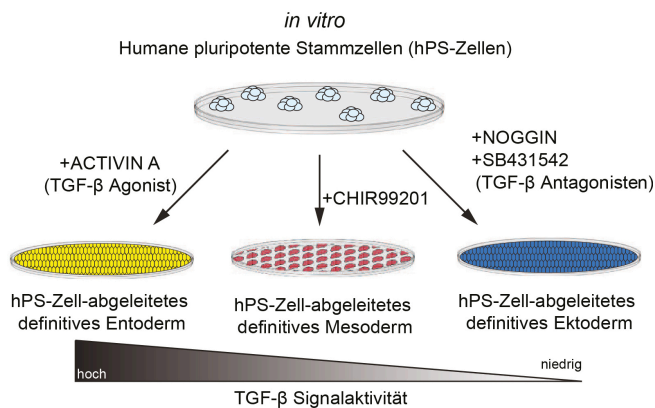 in vitro
Humane pluripotente Stammzellen (hPS-Zellen)
+ACTIVIN A
(TGF-β Agonist)
+CHIR99201
+NOGGIN
+SB431542
(TGF-β Antagonisten)
hPS-Zell-abgeleitetes
definitives Entoderm
hPS-Zell-abgeleitetes
definitives Mesoderm
hPS-Zell-abgeleitetes
definitives Ektoderm
hoch
niedrig
TGF-β Signalaktivität